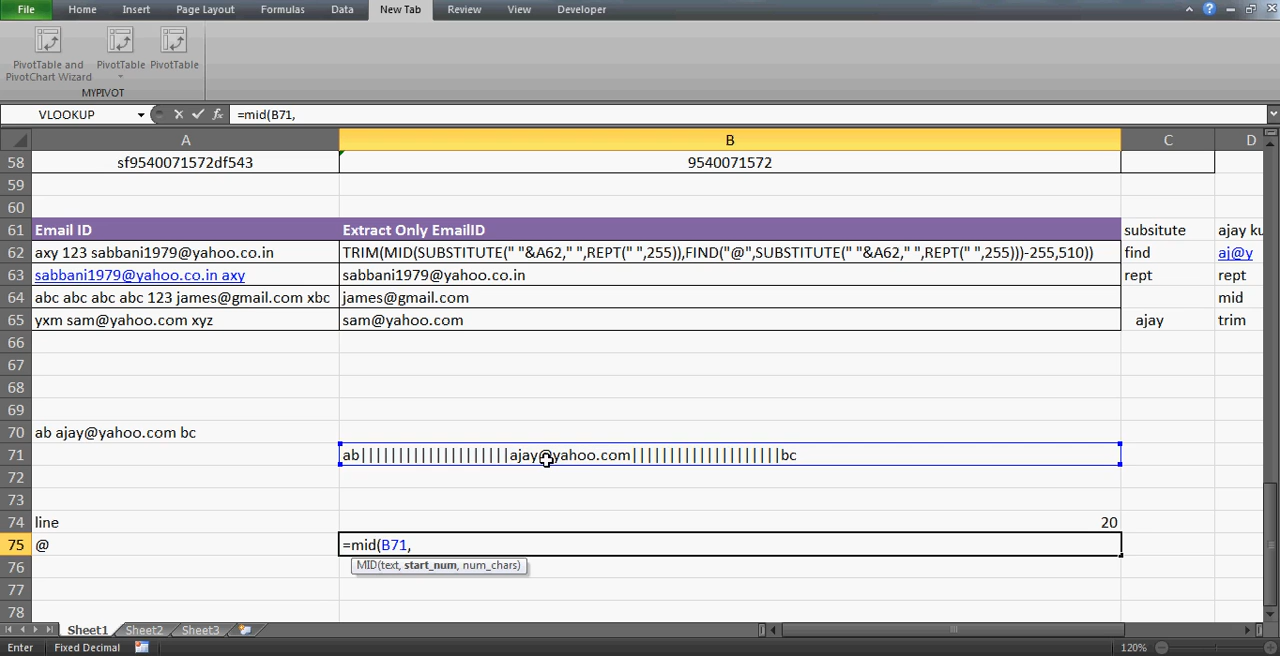 File Home Insert Page Layout Formulas Data New Tab Review View Developer
PivotTable and PivotChart Wizard
PivotTable
PivotTable
MYPIVOT
VLOOKUP
fx
=mid(B71,
A B C D
58 sf9540071572df543 9540071572
59
60
61 Email ID Extract Only EmailID subsitute ajay ku
62 axy 123 sabbani1979@yahoo.co.in TRIM(MID(SUBSTITUTE(" "&A62," ",REPT(" ",255)),FIND("@",SUBSTITUTE(" "&A62," ",REPT(" ",255)))-255,510)) find aj@y
63 sabbani1979@yahoo.co.in axy sabbani1979@yahoo.co.in rept rept
64 abc abc abc abc 123 james@gmail.com xbc james@gmail.com mid
65 yxm sam@yahoo.com xyz sam@yahoo.com ajay trim
66
67
68
69
70 ab ajay@yahoo.com bc
71 ab||||||||||||||||||||ajay@yahoo.com||||||||||||||||||||bc
72
73
74 line 20
75 @ =mid(B71,
76 MID(text, start_num, num_chars)
77
78
Sheet1 Sheet2 Sheet3
Enter Fixed Decimal 120%